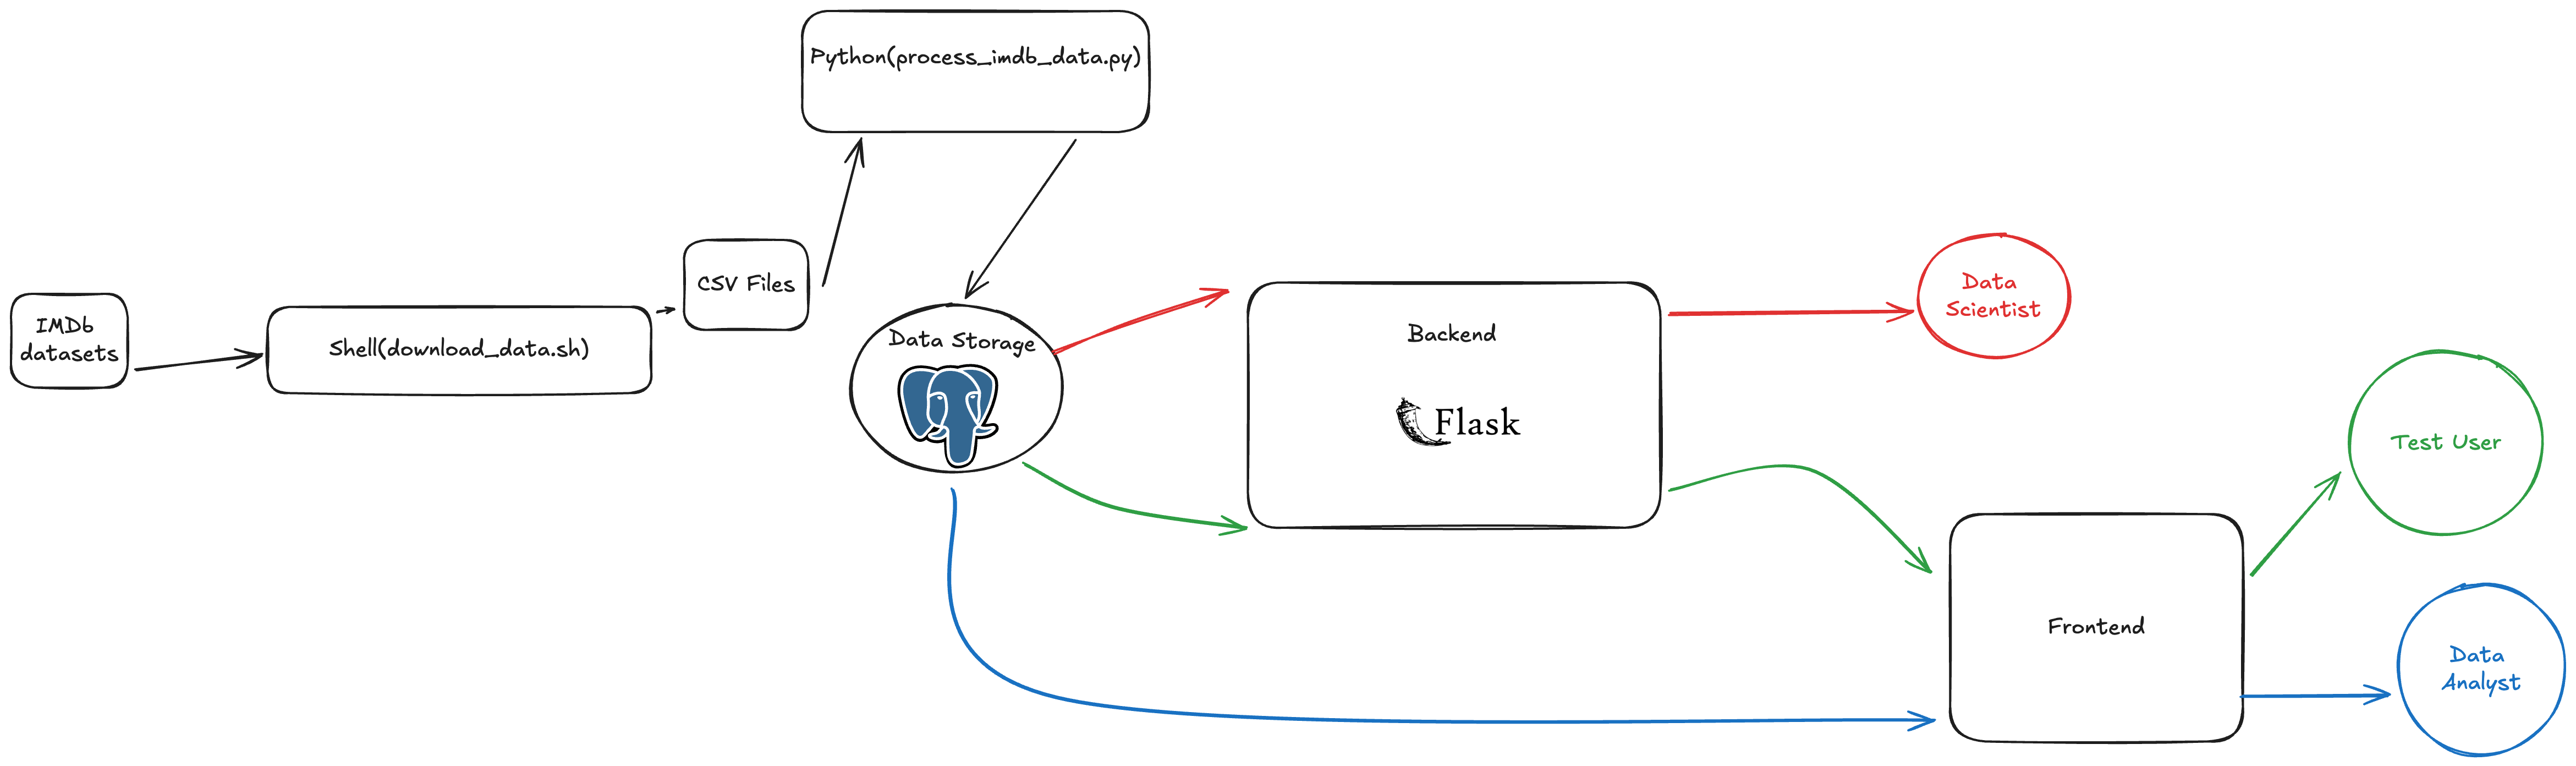 Python(process_imdb_data.py)
IMDb
datasets
Shell(download_data.sh)
CSV Files
Data Storage
Backend
Flask
Data
Scientist
Test User
Frontend
Data
Analyst